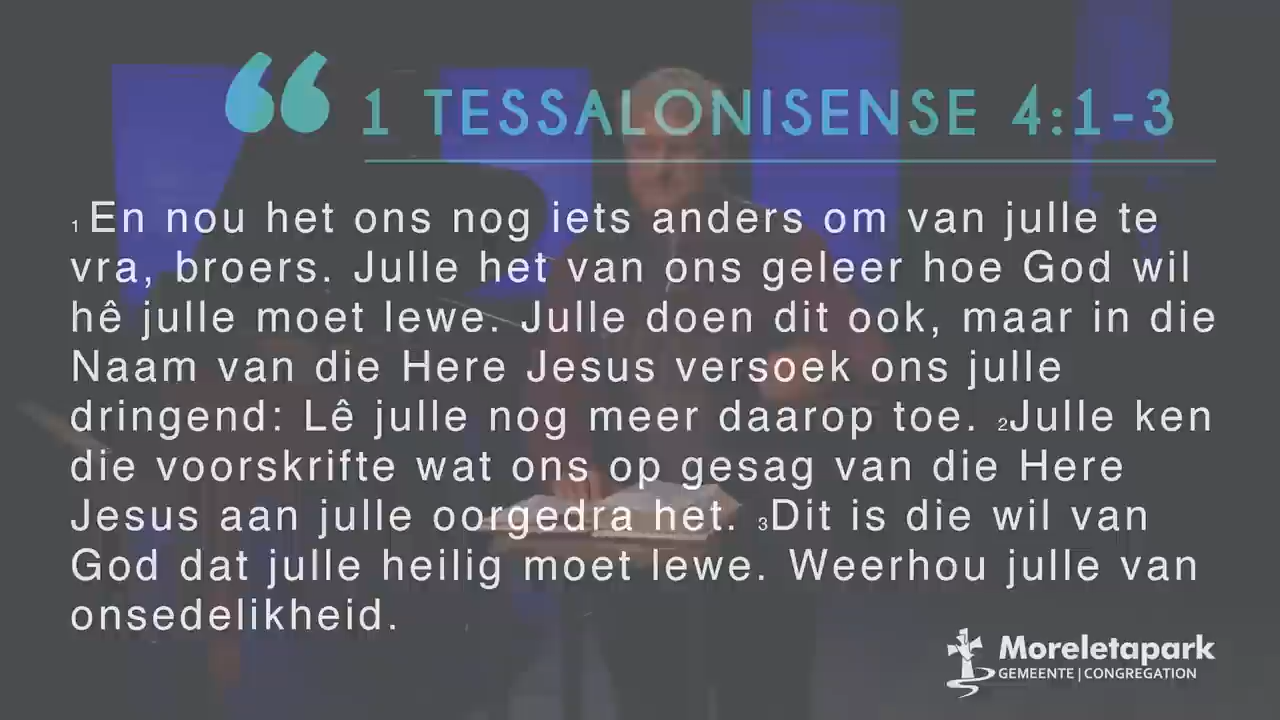 “ 1 TESSALONISENSE 4:1-3
1 En nou het ons nog iets anders om van julle te
vra, broers. Julle het van ons geleer hoe God wil
hê julle moet lewe. Julle doen dit ook, maar in die
Naam van die Here Jesus versoek ons julle
dringend: Lê julle nog meer daarop toe. 2Julle ken
die voorskrifte wat ons op gesag van die Here
Jesus aan julle oorgedra het. 3Dit is die wil van
God dat julle heilig moet lewe. Weerhou julle van
onsedelikheid.
Moreletapark
GEMEENTE | CONGREGATION